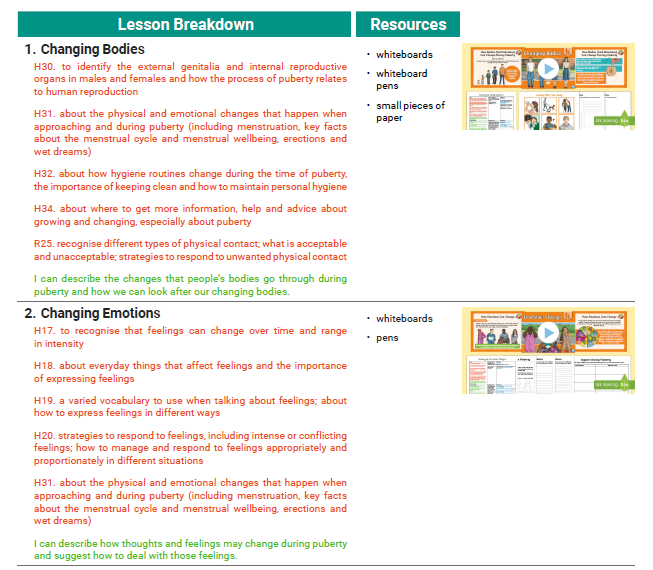 Lesson Breakdown
Resources
1. Changing Bodies
H30. to identify the external genitalia and internal reproductive
organs in males and females and how the process of puberty relates
to human reproduction
H31. about the physical and emotional changes that happen when
approaching and during puberty (including menstruation, key facts
about the menstrual cycle and menstrual wellbeing, erections and
wet dreams)
H32. about how hygiene routines change during the time of puberty,
the importance of keeping clean and how to maintain personal hygiene
H34. about where to get more information, help and advice about
growing and changing, especially about puberty
R25. recognise different types of physical contact; what is acceptable
and unacceptable; strategies to respond to unwanted physical contact
I can describe the changes that people's bodies go through during
puberty and how we can look after our changing bodies.
• whiteboards
• whiteboard
pens
• small pieces of
paper
Changing Bodies
2. Changing Emotions
H17. to recognise that feelings can change over time and range
in intensity
H18. about everyday things that affect feelings and the importance
of expressing feelings
H19. a varied vocabulary to use when talking about feelings; about
how to express feelings in different ways
H20. strategies to respond to feelings, including intense or conflicting
feelings; how to manage and respond to feelings appropriately and
proportionately in different situations
H31. about the physical and emotional changes that happen when
approaching and during puberty (including menstruation, key facts
about the menstrual cycle and menstrual wellbeing, erections and
wet dreams)
I can describe how thoughts and feelings may change during puberty
and suggest how to deal with those feelings.
• whiteboards
• pens